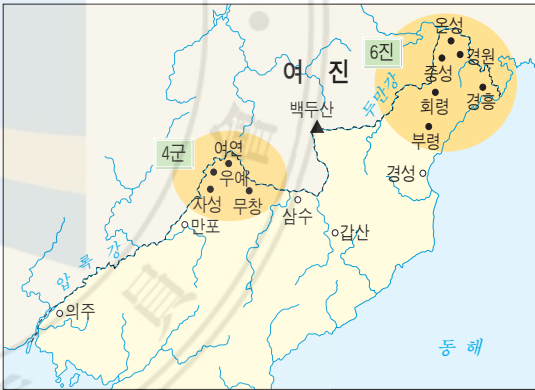 6진
온성
경원
종성
여 진
두만강
회령
경흥
백두산
부령
4군
여연
경성
우예
자성
무창
삼수
만포
갑산
압록강
의주
동 해